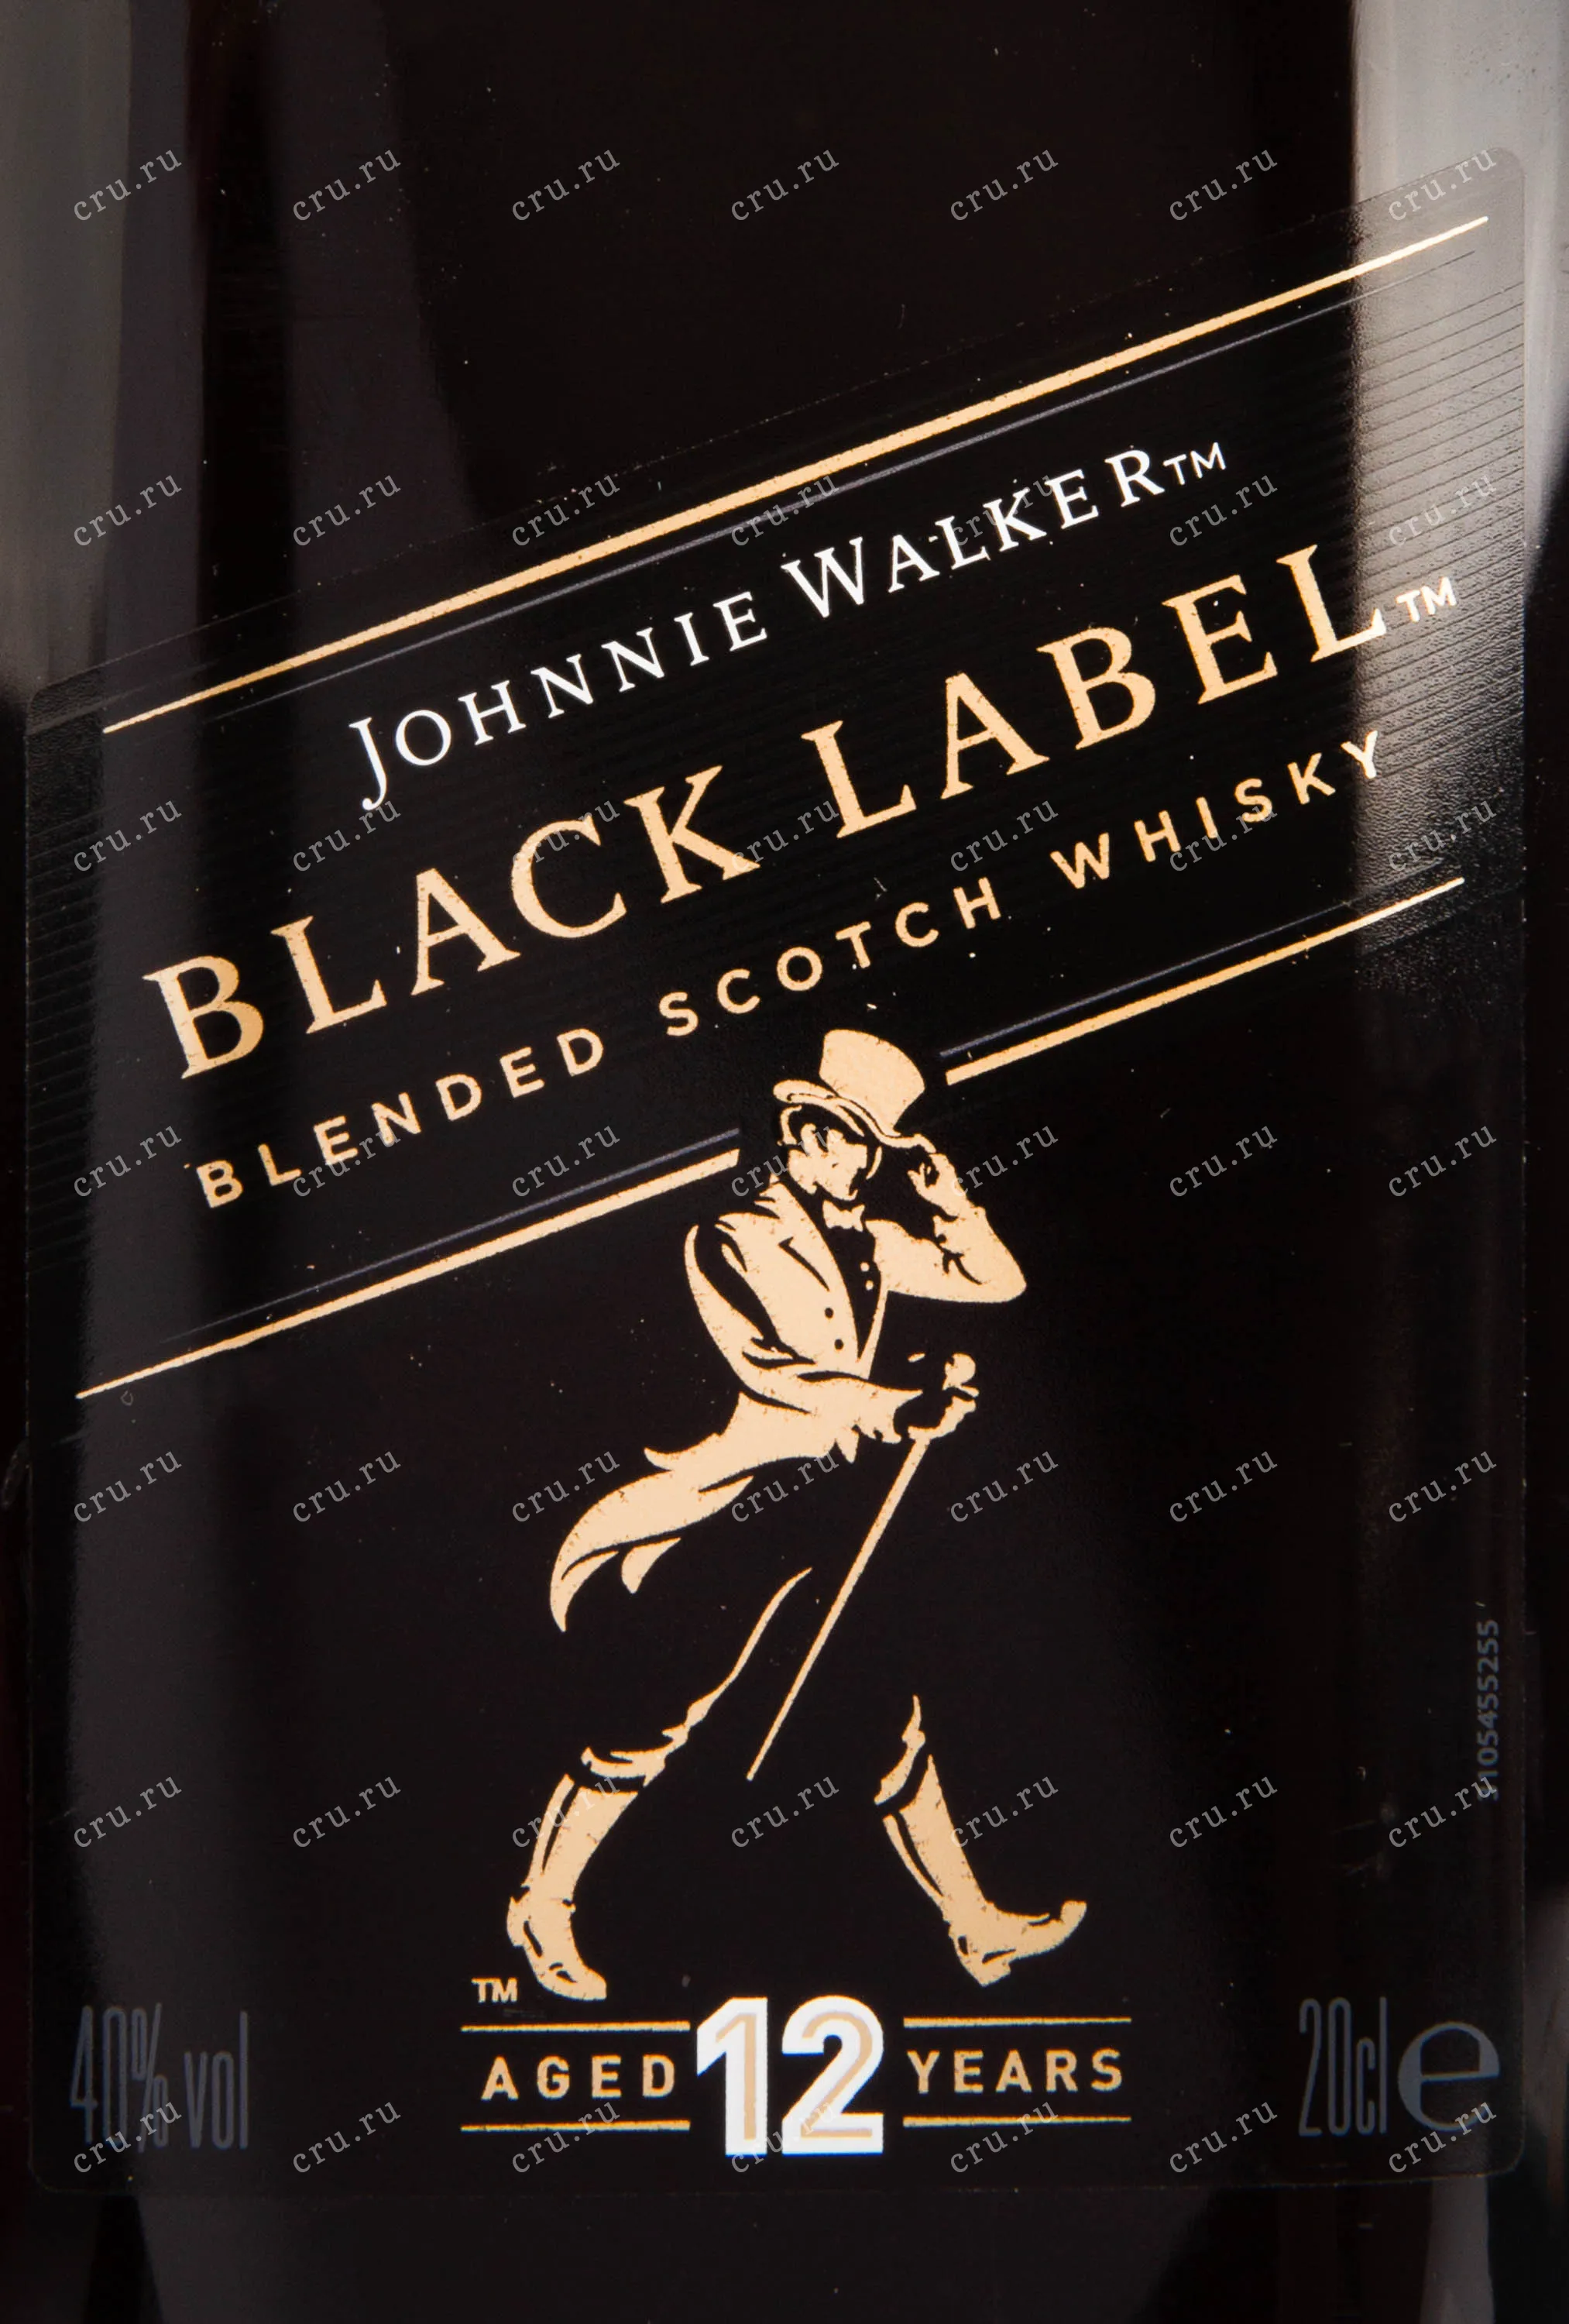 JOHNNIE WALKER™
BLACK LABEL™
BLENDED SCOTCH WHISKY
TM
AGED 12 YEARS
40% vol
20cl e
cru.ru